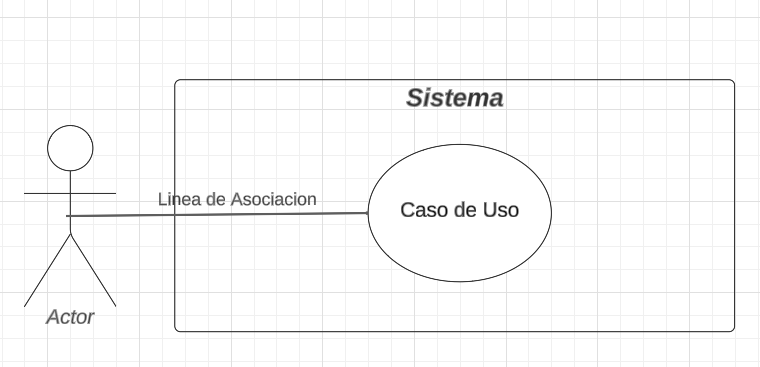 Sistema
Linea de Asociacion
Caso de Uso
Actor